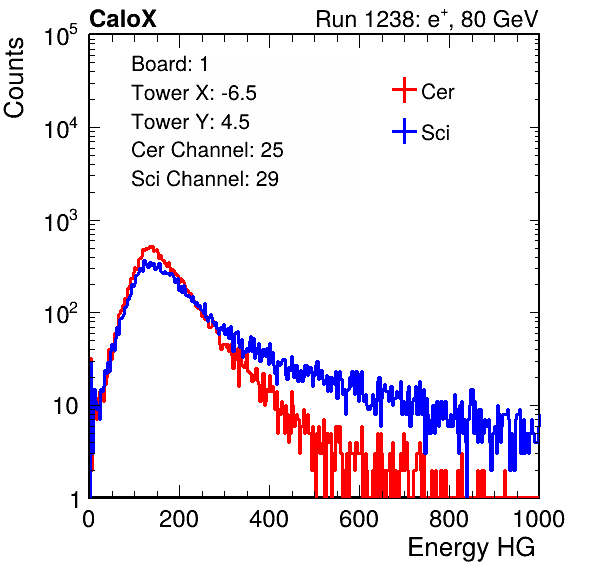 CaloX Run 1238: e⁺, 80 GeV
Counts
Board: 1
Tower X: -6.5
Tower Y: 4.5
Cer Channel: 25
Sci Channel: 29
Cer
Sci
10⁵
10⁴
10³
10²
10
1
0 200 400 600 800 1000
Energy HG